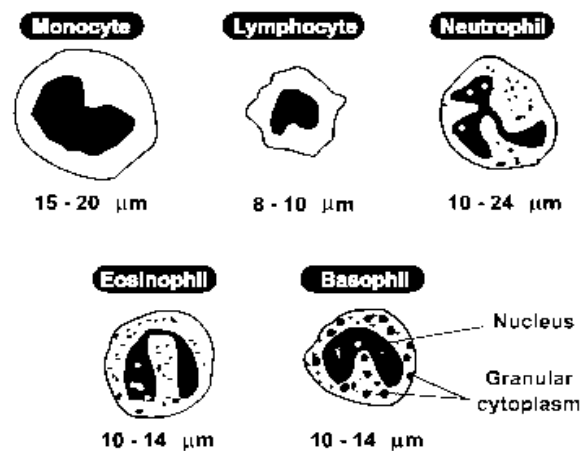 Monocyte
Lymphocyte
Neutrophil
15 - 20 μm
8 - 10 μm
10 - 24 μm
Eosinophil
Basophil
Nucleus
Granular
cytoplasm
10 - 14 μm
10 - 14 μm